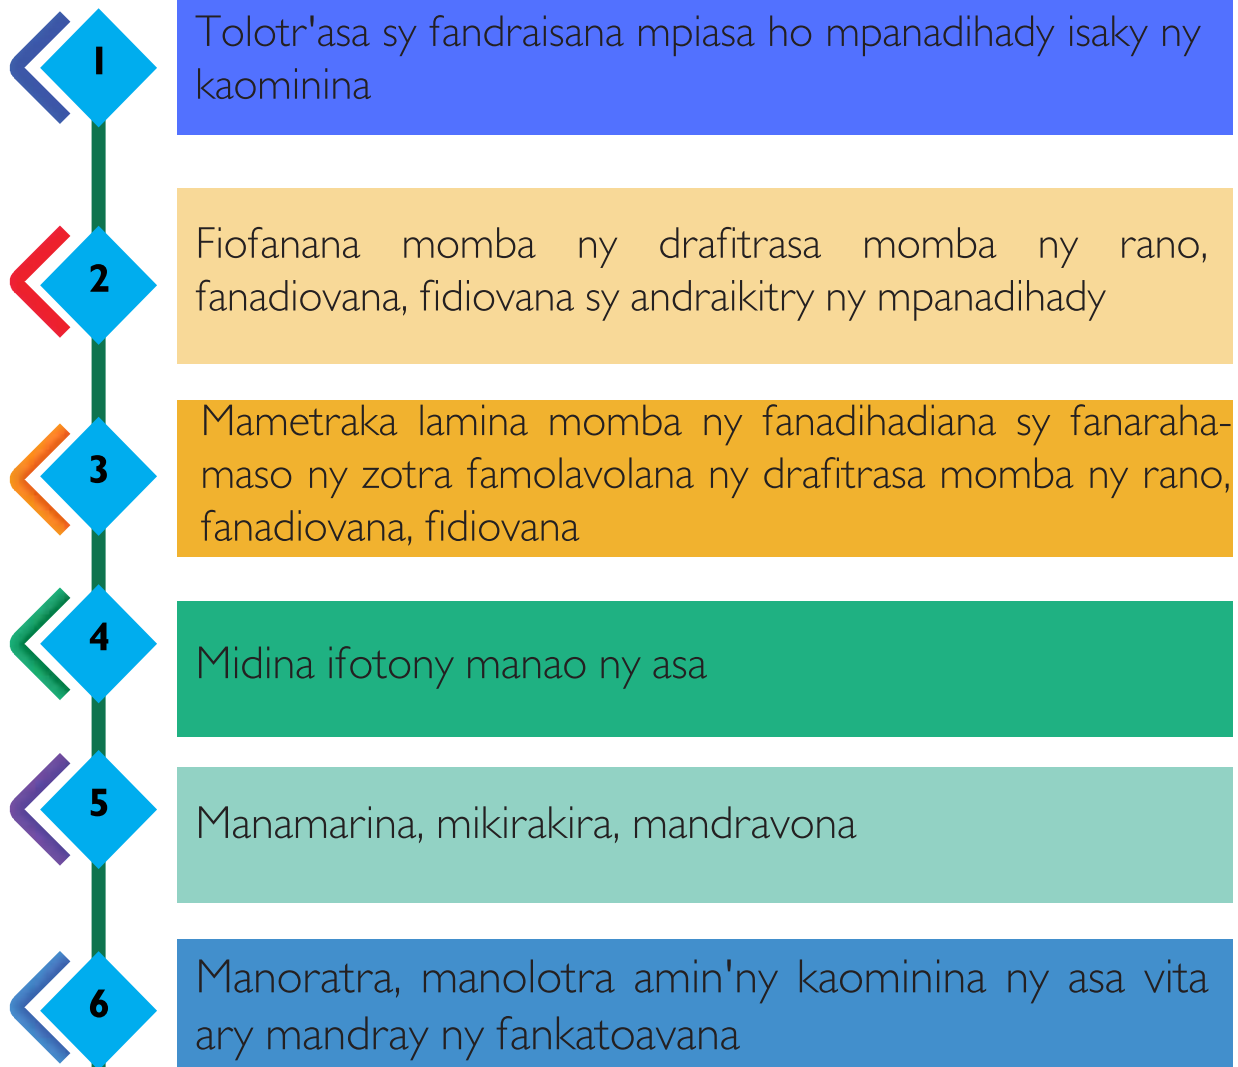 1
Tolotr'asa sy fandraisana mpiasa ho mpanadihady isaky ny
kaominina
2
Fiofanana momba ny drafitrasa momba ny rano,
fanadiovana, fidiovana sy andraikitry ny mpanadihady
3
Mametraka lamina momba ny fanadihadiana sy fanaraha-
maso ny zotra famolavolana ny drafitrasa momba ny rano,
fanadiovana, fidiovana
4
Midina ifotony manao ny asa
5
Manamarina, mikirakira, mandravona
6
Manoratra, manolotra amin'ny kaominina ny asa vita
ary mandray ny fankatoavana